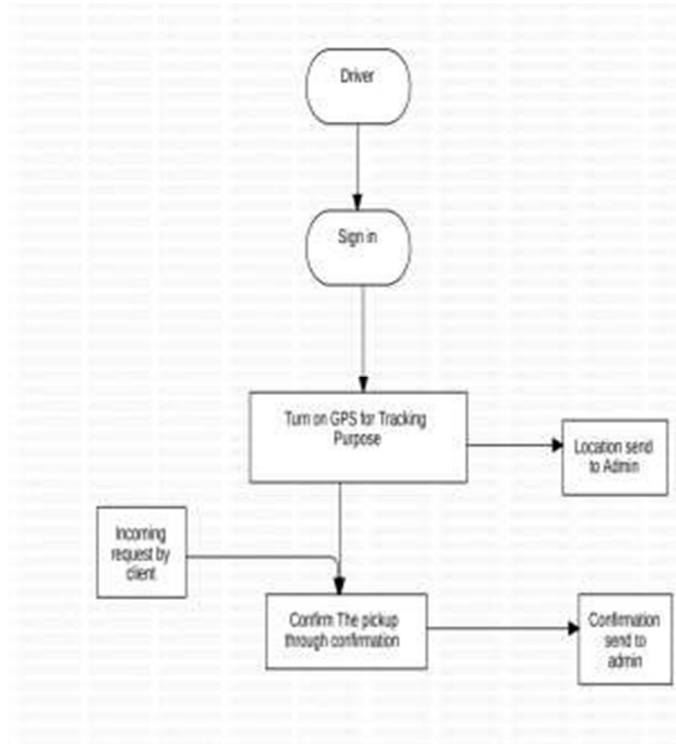 Driver
Sign in
Turn on GPS for Tracking
Purpose
Location send
to Admin
Incoming
request by
client
Confirm The pickup
through confirmation
Confirmation
send to
admin